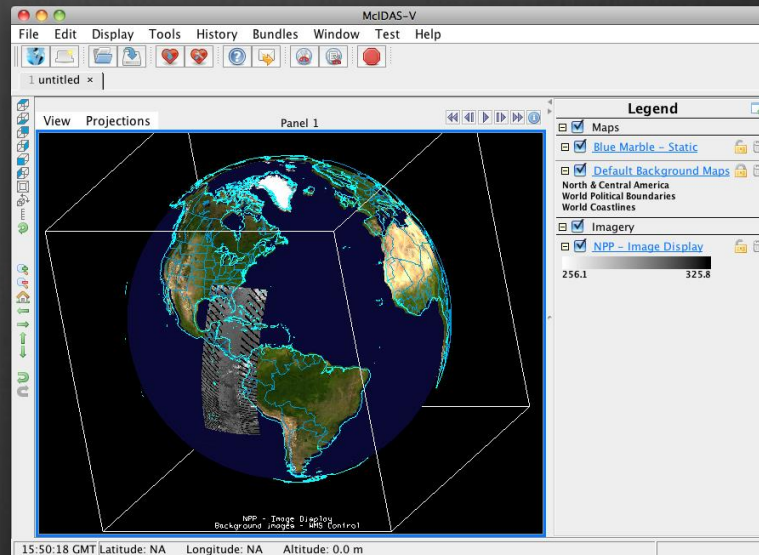 McIDAS-V
File Edit Display Tools History Bundles Window Test Help
1 untitled ×
View Projections Panel 1
NPP - Image Display
Background images - WMS Control
Legend
Maps
Blue Marble - Static
Default Background Maps
North & Central America
World Political Boundaries
World Coastlines
Imagery
NPP - Image Display
256.1 325.8
15:50:18 GMT Latitude: NA Longitude: NA Altitude: 0.0 m